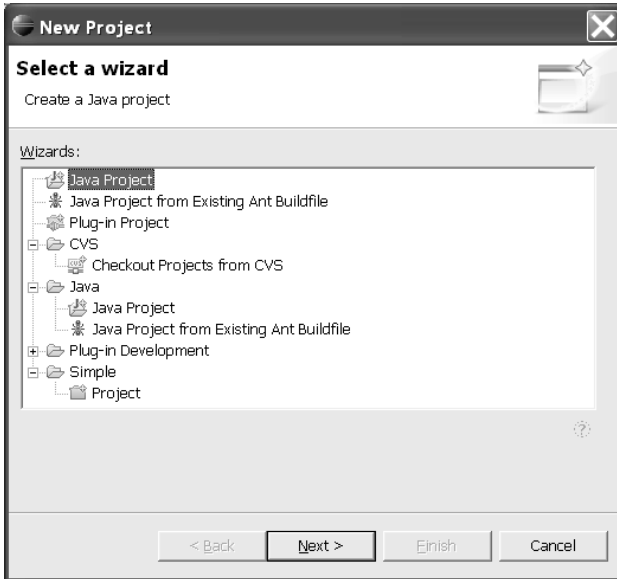 New Project
Select a wizard
Create a Java project
Wizards:
Java Project
Java Project from Existing Ant Buildfile
Plug-in Project
CVS
Checkout Projects from CVS
Java
Java Project
Java Project from Existing Ant Buildfile
Plug-in Development
Simple
Project
< Back Next > Finish Cancel